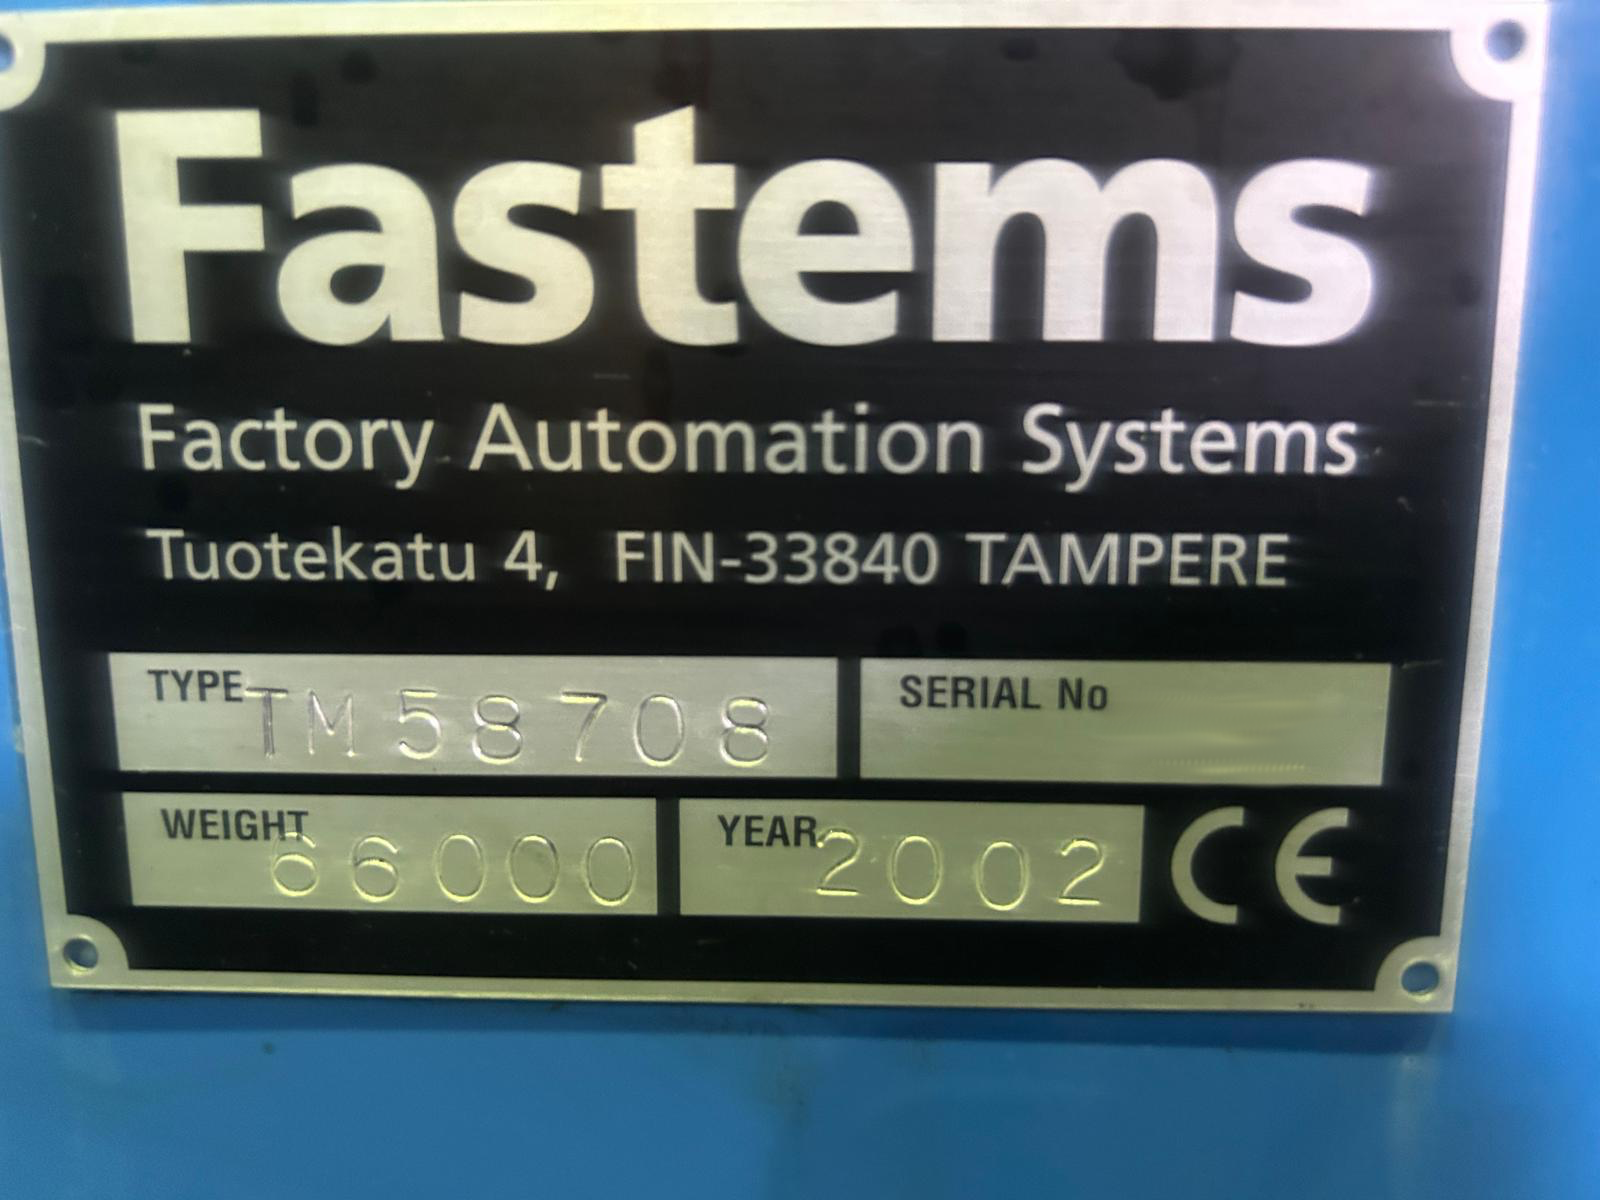 Fastems
Factory Automation Systems
Tuotekatu 4, FIN-33840 TAMPERE
TYPE TM58708 SERIAL No
WEIGHT 66000 YEAR 2002 CE